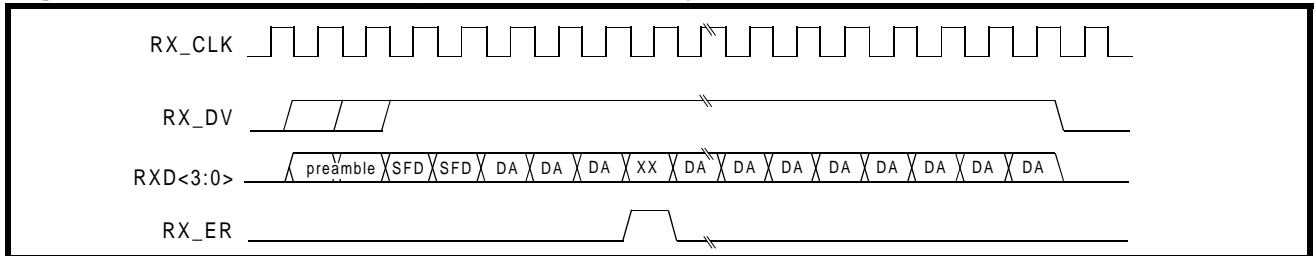 RX_CLK
RX_DV
RXD<3:0> preamble SFD SFD DA DA DA XX DA DA DA DA DA DA DA DA
RX_ER